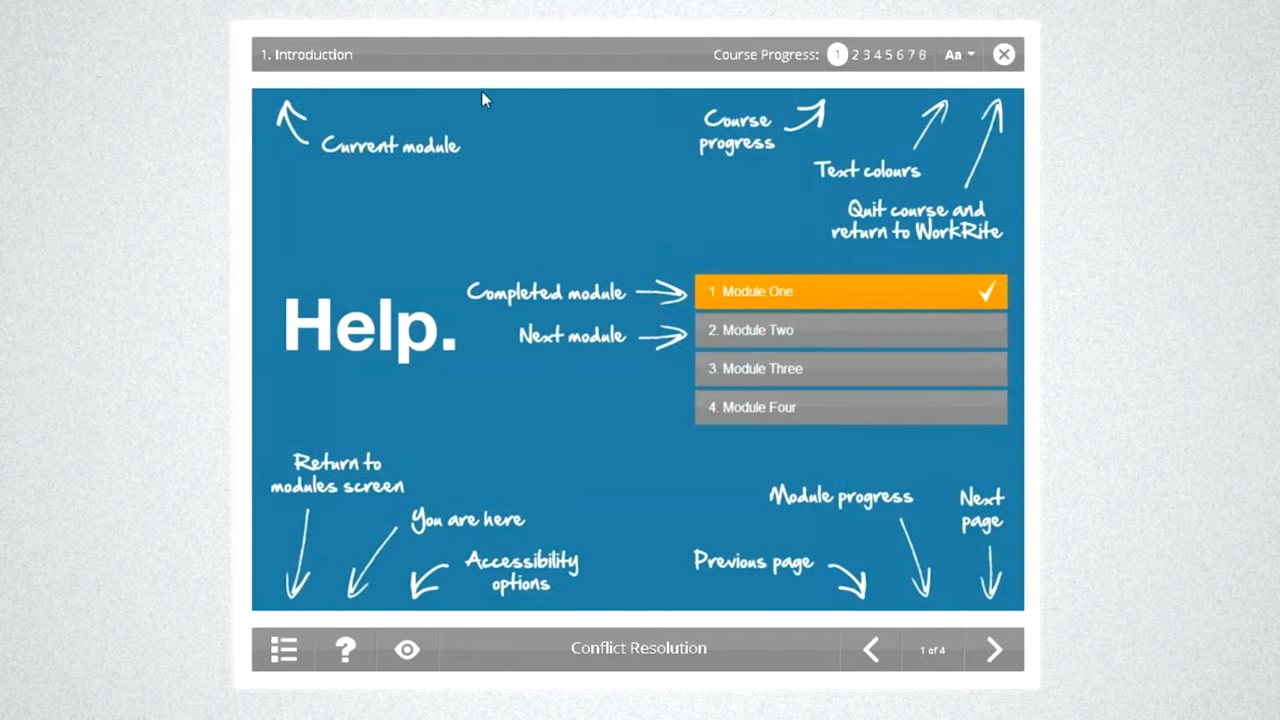 1. Introduction
Course Progress: 1 2 3 4 5 6 7 8 Aa
Current module
Course
progress
Text colours
Quit course and
return to WorkRite
Help.
Completed module
Next module
1. Module One
2. Module Two
3. Module Three
4. Module Four
Return to
modules screen
You are here
Accessibility
options
Previous page
Module progress
Next
page
?
Conflict Resolution
1 of 4